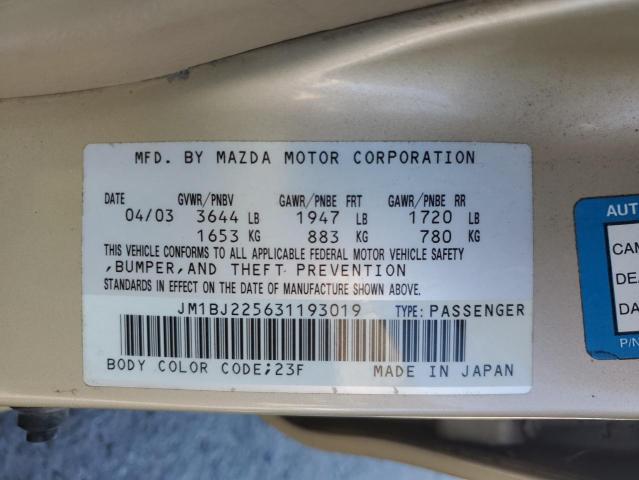 MFD. BY MAZDA MOTOR CORPORATION
DATE GVWR/PNBV GAWR/PNBE FRT GAWR/PNBE RR
04/03 3644 LB 1947 LB 1720 LB
1653 KG 883 KG 780 KG
THIS VEHICLE CONFORMS TO ALL APPLICABLE FEDERAL MOTOR VEHICLE SAFETY
,BUMPER,AND THEFT PREVENTION
STANDARDS IN EFFECT ON THE DATE OF MANUFACTURE SHOWN ABOVE.
JM1BJ225631193019 TYPE: PASSENGER
BODY COLOR CODE;23F MADE IN JAPAN
AUT
CAM
DEA
DA
P/N